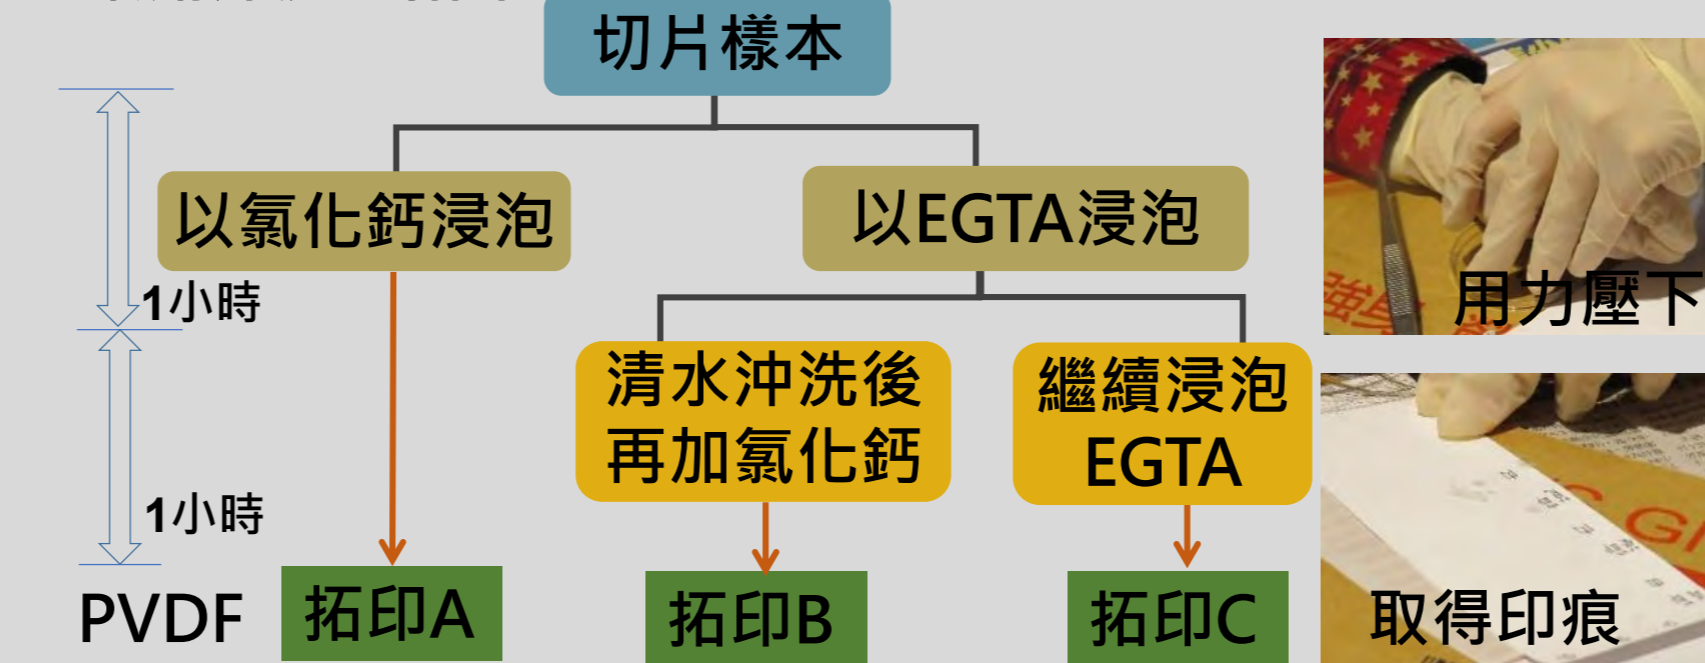 切片樣本
以氯化鈣浸泡
以EGTA浸泡
1小時
清水沖洗後
再加氯化鈣
繼續浸泡
EGTA
1小時
PVDF
拓印A
拓印B
拓印C
用力壓下
取得印痕